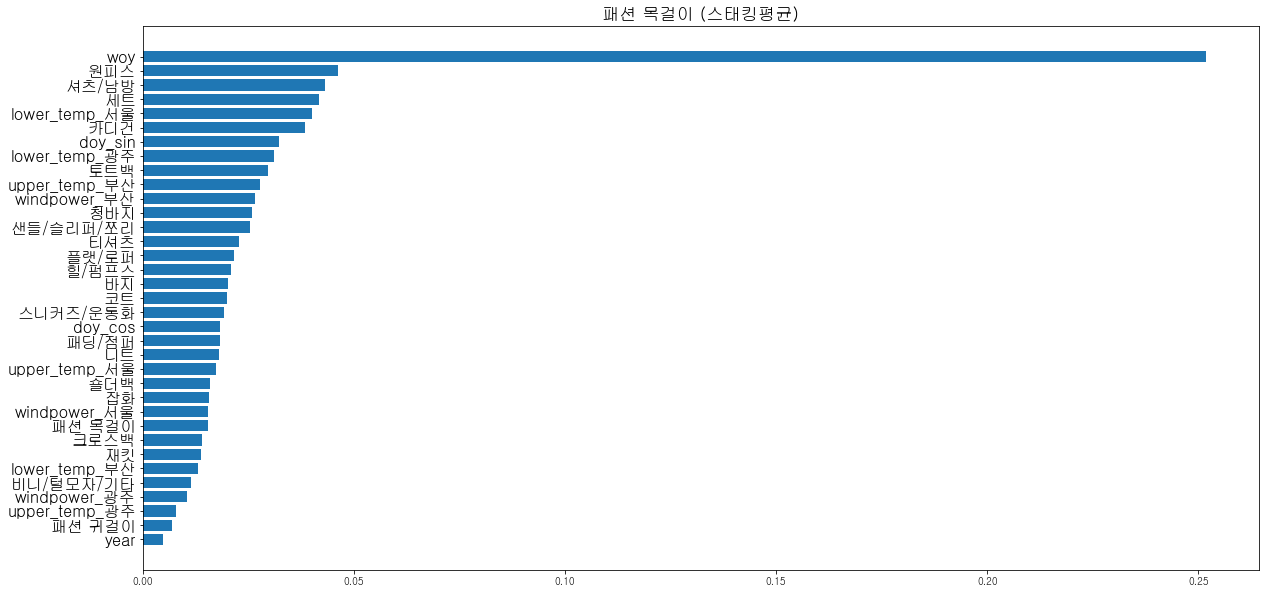 패션 목걸이 (스태킹평균)
woy
원피스
셔츠/남방
세트
lower_temp_서울
카디건
doy_sin
lower_temp_광주
토트백
upper_temp_부산
windpower_부산
청바지
샌들/슬리퍼/쪼리
티셔츠
플랫/로퍼
힐/펌프스
바지
코트
스니커즈/운동화
doy_cos
패딩/점퍼
니트
upper_temp_서울
숄더백
잡화
windpower_서울
패션 목걸이
크로스백
재킷
lower_temp_부산
비니/털모자/기타
windpower_광주
upper_temp_광주
패션 귀걸이
year
0.00 0.05 0.10 0.15 0.20 0.25